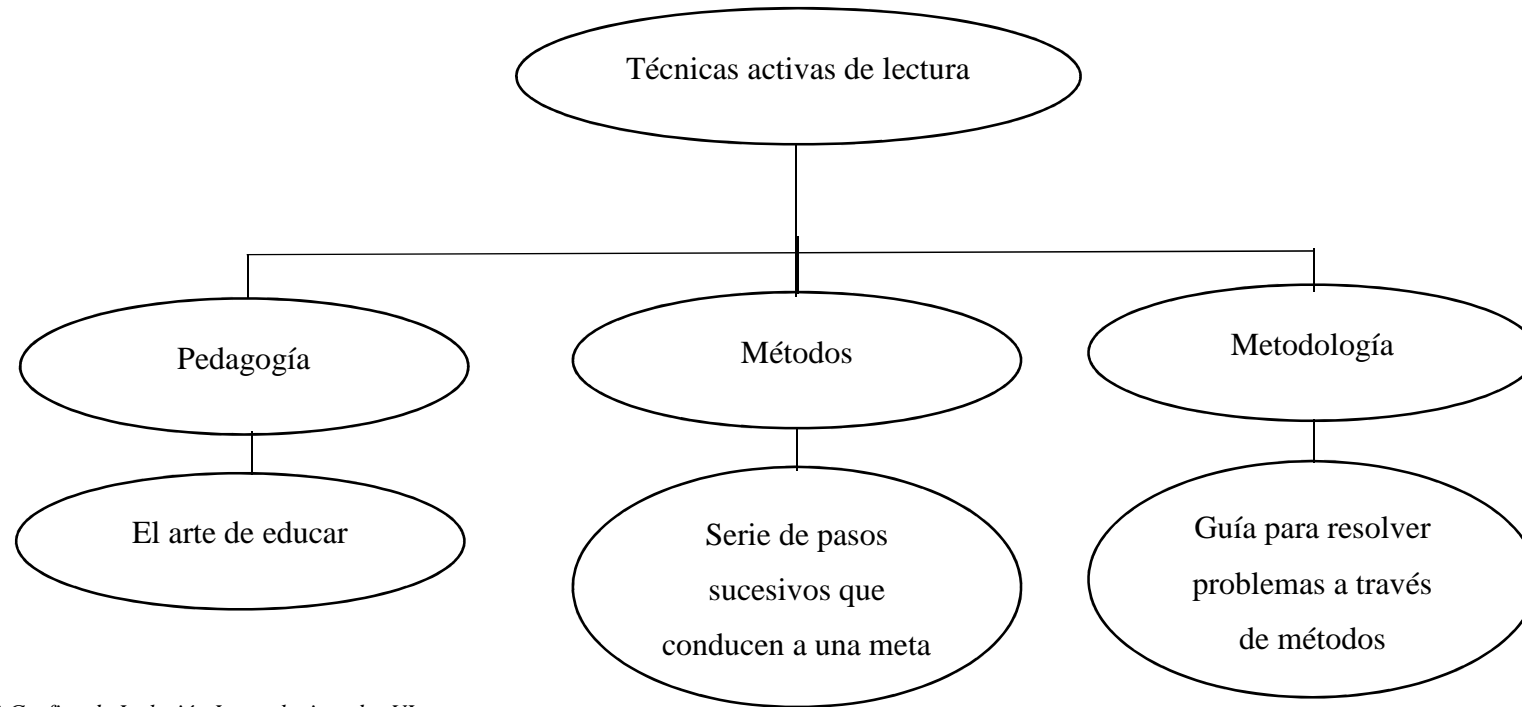 Técnicas activas de lectura
Pedagogía
Métodos
Metodología
El arte de educar
Serie de pasos
sucesivos que
conducen a una meta
Guía para resolver
problemas a través
de métodos